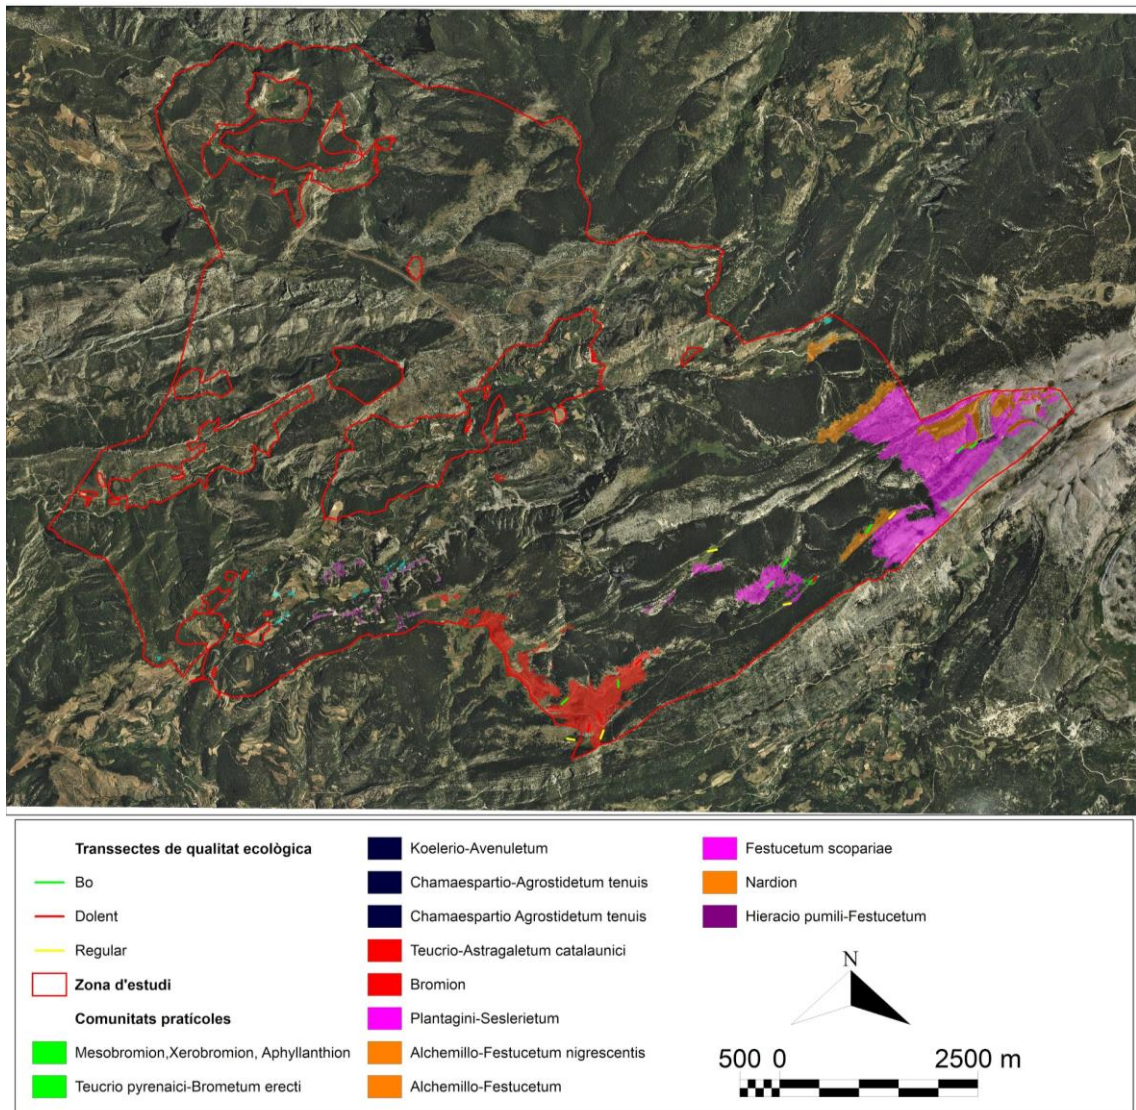 Transsectes de qualitat ecològica
Bo
Dolent
Regular
Zona d'estudi
Comunitats pratícoles
Mesobromion,Xerobromion, Aphyllanthion
Teucrio pyrenaici-Brometum erecti
Koelerio-Avenuletum
Chamaespartio-Agrostidetum tenuis
Chamaespartio Agrostidetum tenuis
Teucrio-Astragaletum catalaunici
Bromion
Plantagini-Seslerietum
Alchemillo-Festucetum nigrescentis
Alchemillo-Festucetum
Festucetum scopariae
Nardion
Hieracio pumili-Festucetum
N
500 0 2500 m